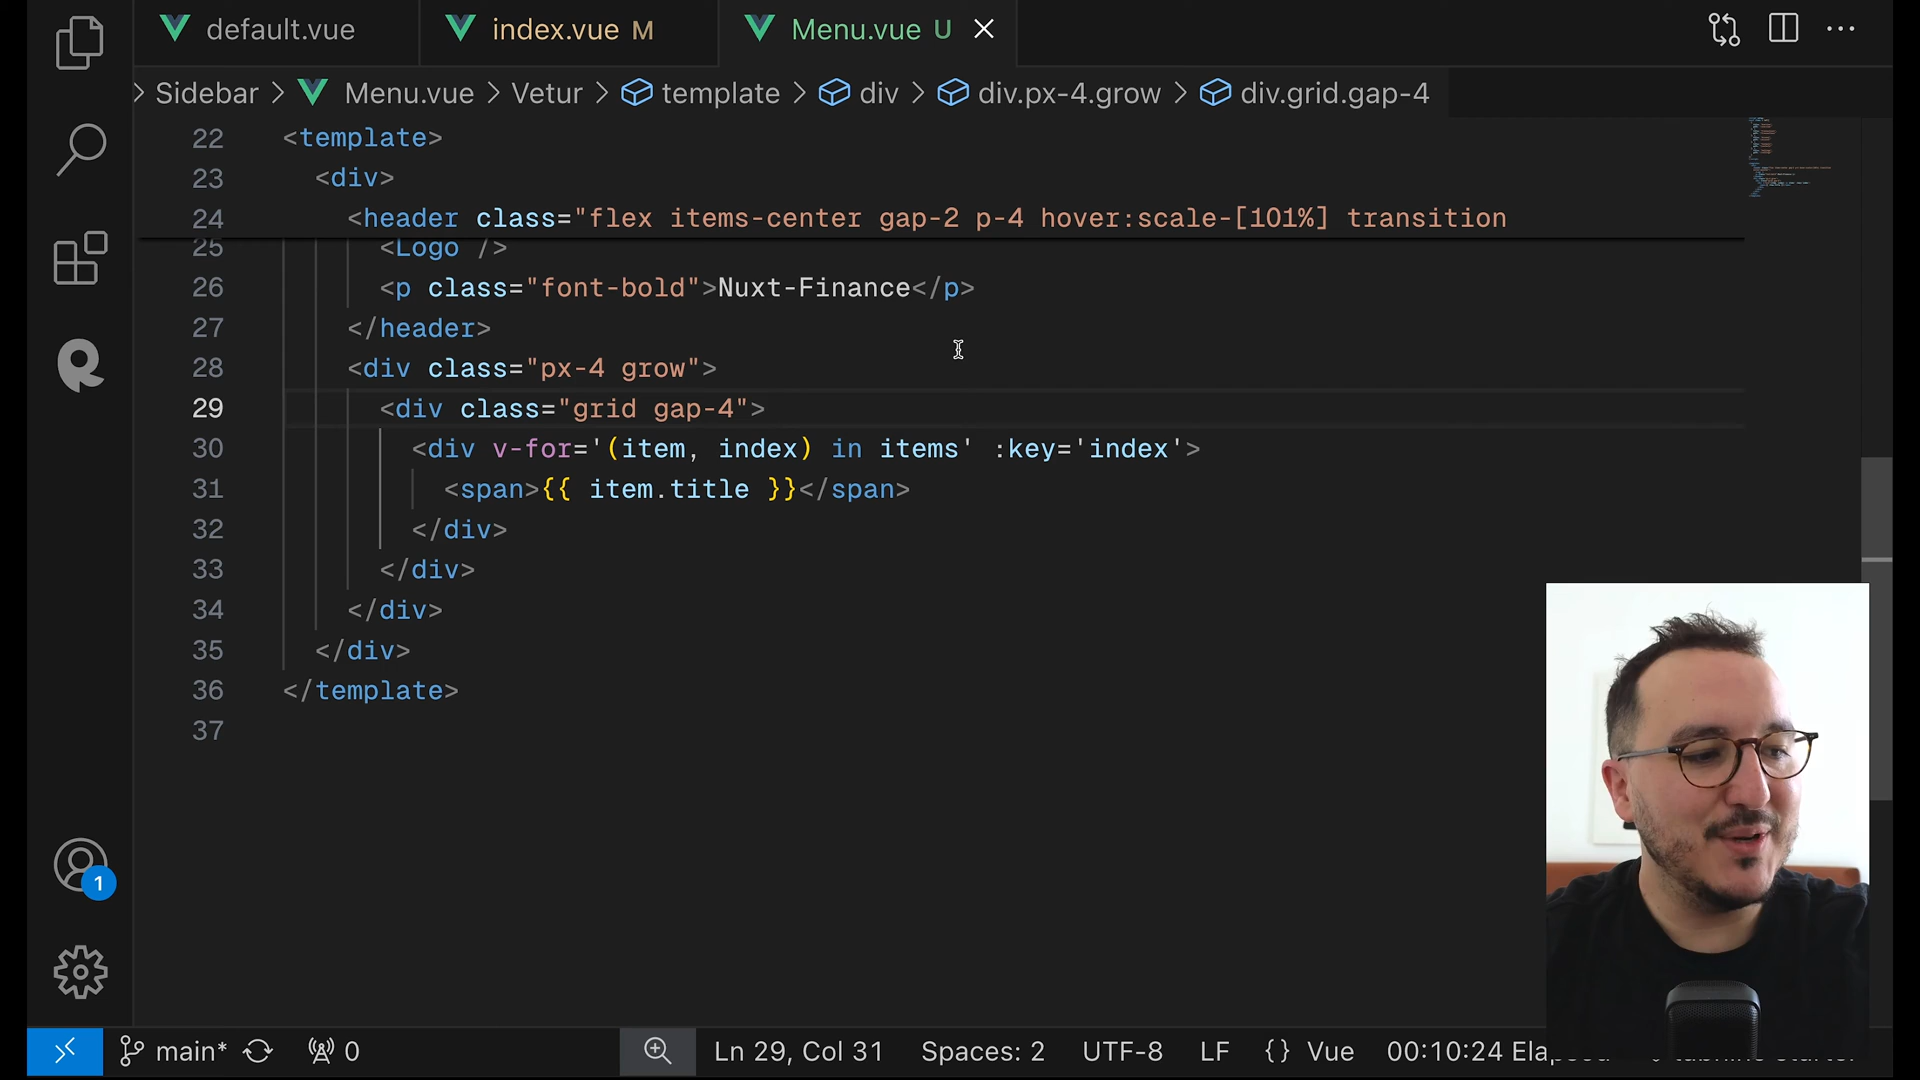 default.vue index.vue M Menu.vue U
Sidebar > Menu.vue > Vetur > template > div > div.px-4.grow > div.grid.gap-4
22 <template>
23 <div>
24 <header class="flex items-center gap-2 p-4 hover:scale-[101%] transition
25 <Logo />
26 <p class="font-bold">Nuxt-Finance</p>
27 </header>
28 <div class="px-4 grow">
29 <div class="grid gap-4">
30 <div v-for='(item, index) in items' :key='index'>
31 <span>{{ item.title }}</span>
32 </div>
33 </div>
34 </div>
35 </div>
36 </template>
37
1
main* 0 Ln 29, Col 31 Spaces: 2 UTF-8 LF {} Vue 00:10:24